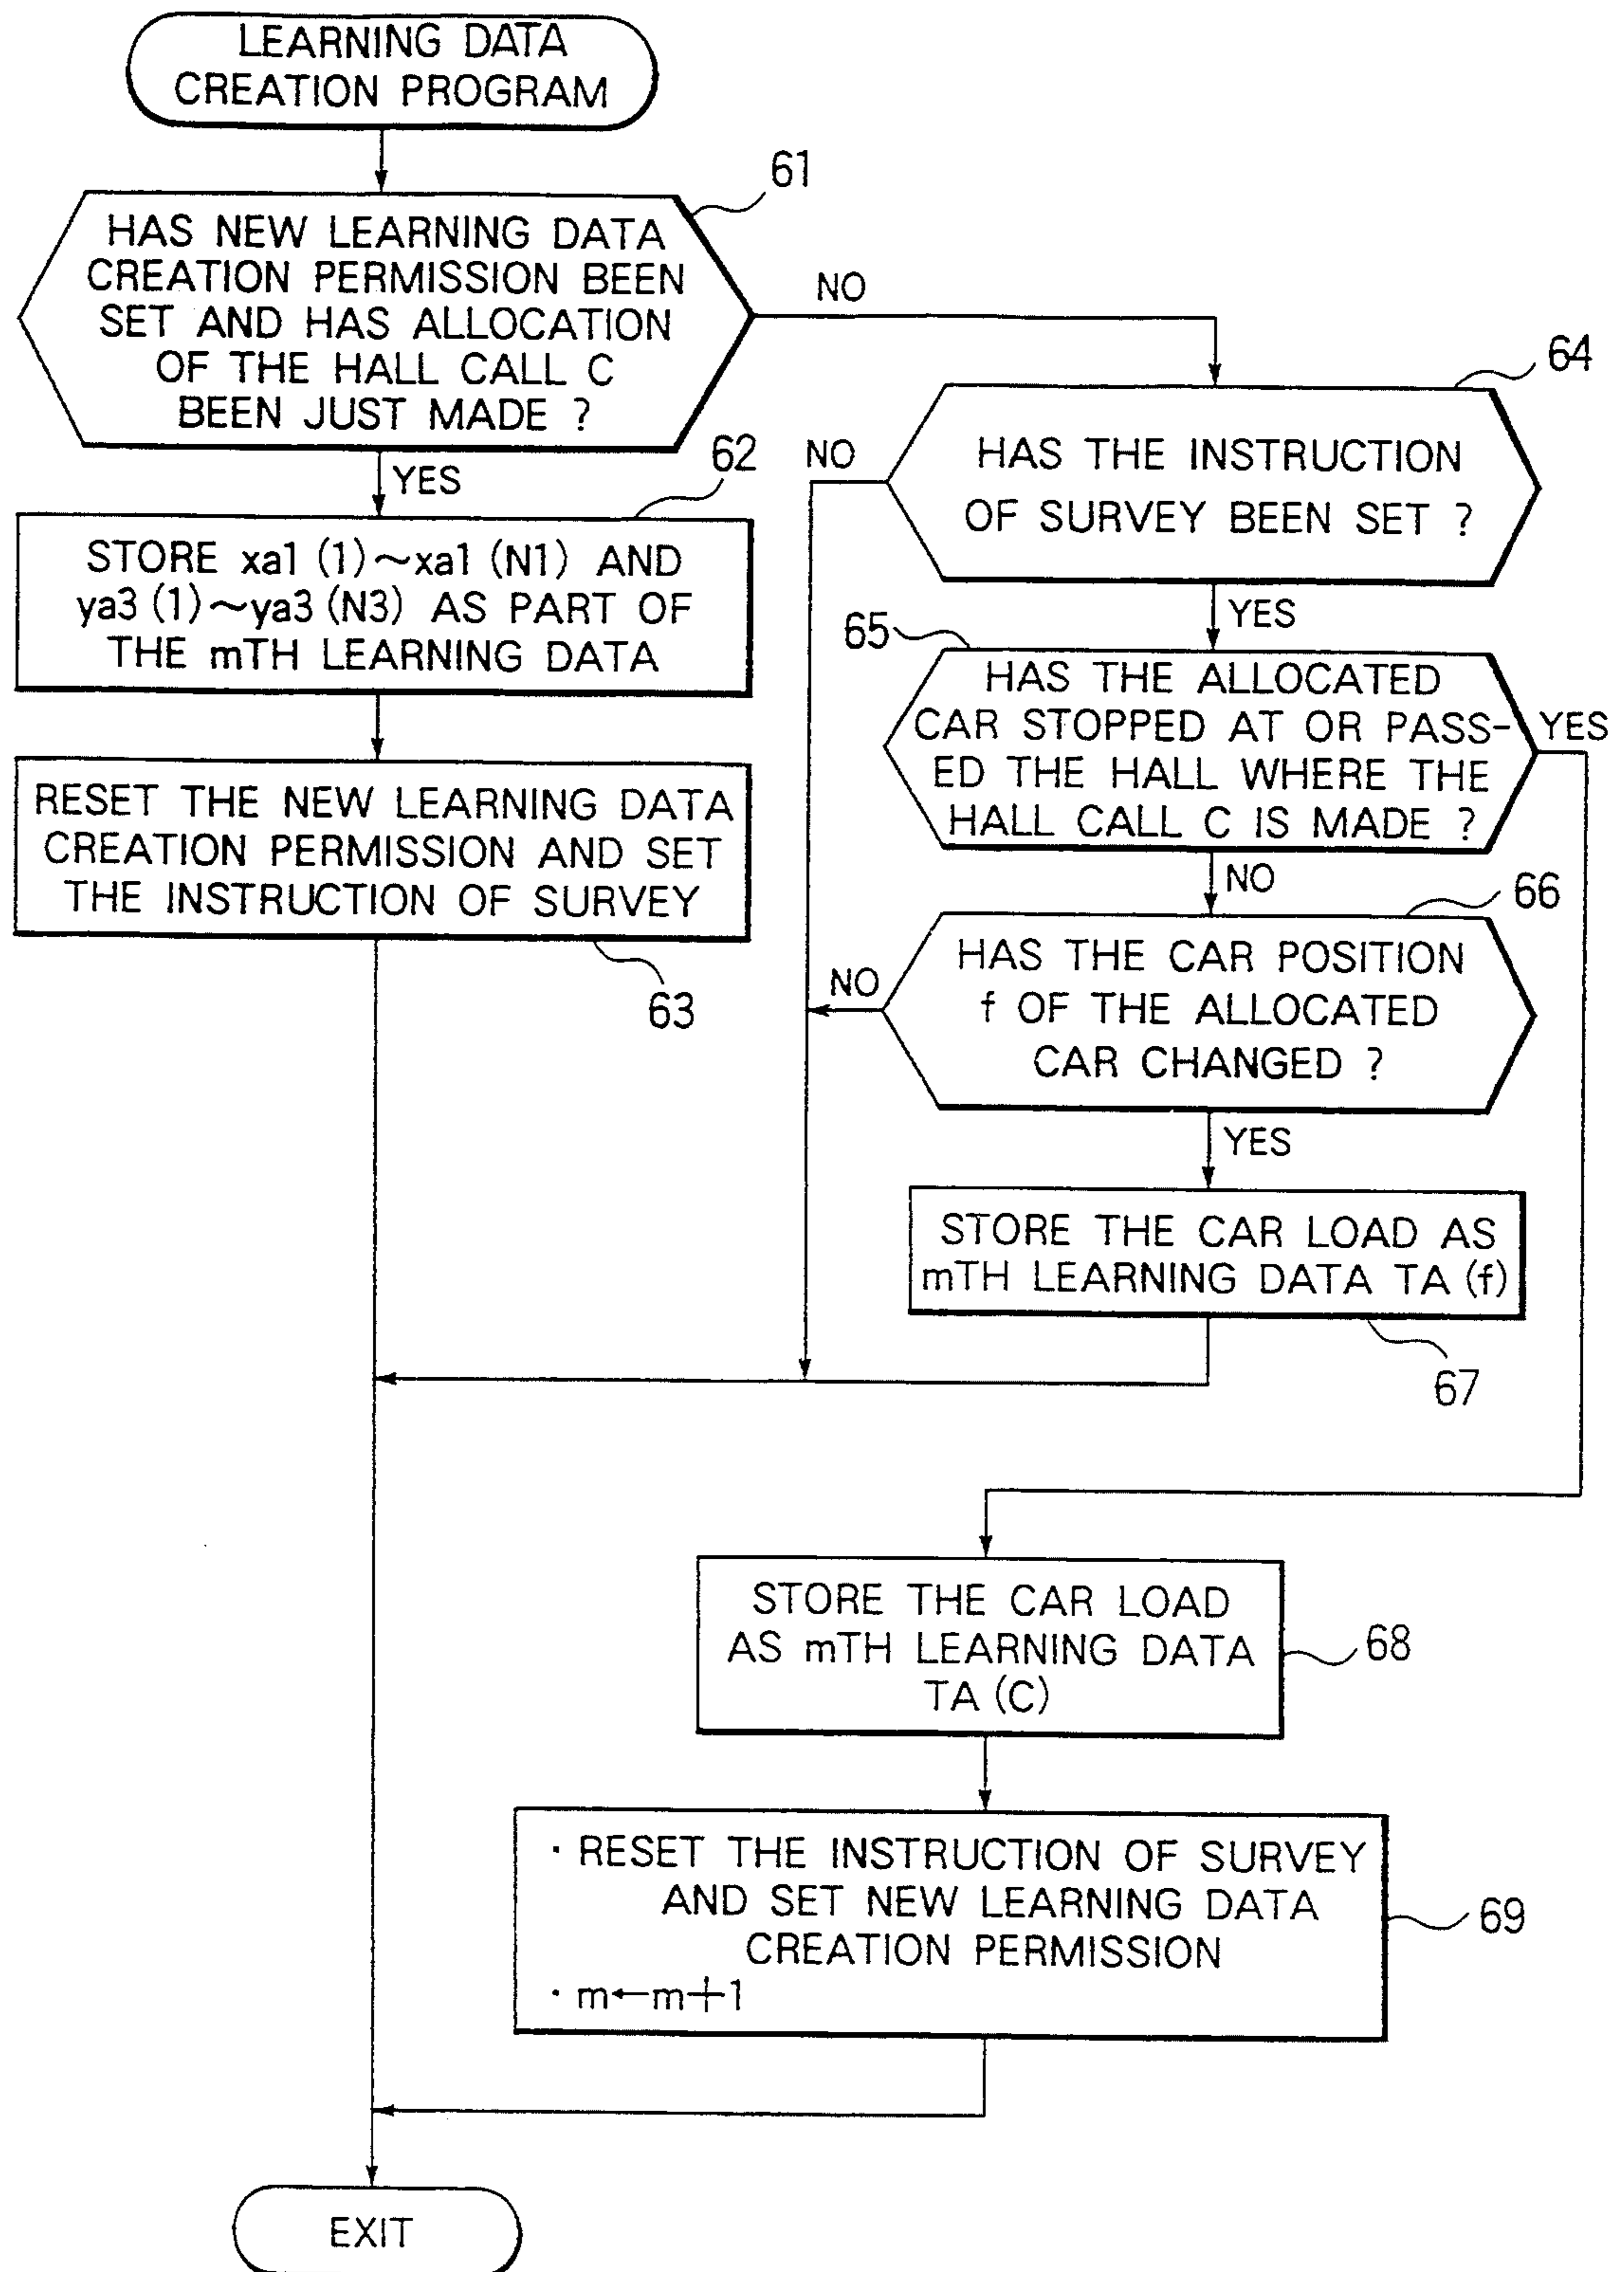 LEARNING DATA
CREATION PROGRAM
61
HAS NEW LEARNING DATA
CREATION PERMISSION BEEN
SET AND HAS ALLOCATION
OF THE HALL CALL C
BEEN JUST MADE ?
NO
YES
62
STORE xa1 (1)~xa1 (N1) AND
ya3 (1)~ya3 (N3) AS PART OF
THE mTH LEARNING DATA
RESET THE NEW LEARNING DATA
CREATION PERMISSION AND SET
THE INSTRUCTION OF SURVEY
63
64
NO
HAS THE INSTRUCTION
OF SURVEY BEEN SET ?
YES
65
HAS THE ALLOCATED
CAR STOPPED AT OR PASS-
ED THE HALL WHERE THE
HALL CALL C IS MADE ?
YES
NO
66
HAS THE CAR POSITION
f OF THE ALLOCATED
CAR CHANGED ?
NO
YES
STORE THE CAR LOAD AS
mTH LEARNING DATA TA (f)
67
STORE THE CAR LOAD
AS mTH LEARNING DATA
TA (C)
68
· RESET THE INSTRUCTION OF SURVEY
AND SET NEW LEARNING DATA
CREATION PERMISSION
· m←m+1
69
EXIT